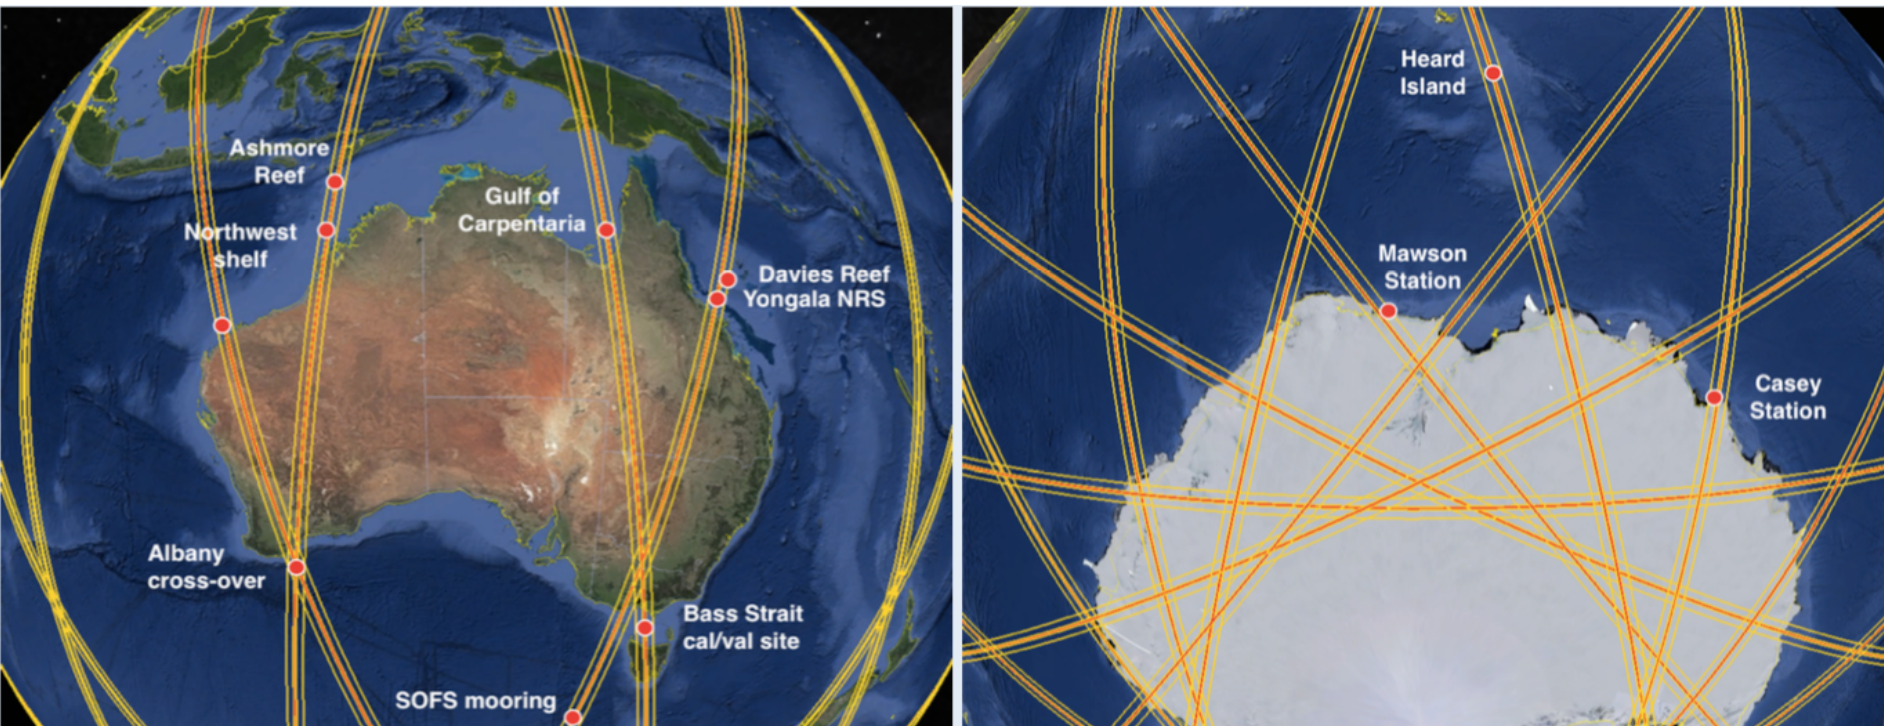 Ashmore
Reef
Gulf of
Carpentaria
Northwest
shelf
Davies Reef
Yongala NRS
Albany
cross-over
Bass Strait
cal/val site
SOFS mooring
Heard
Island
Mawson
Station
Casey
Station